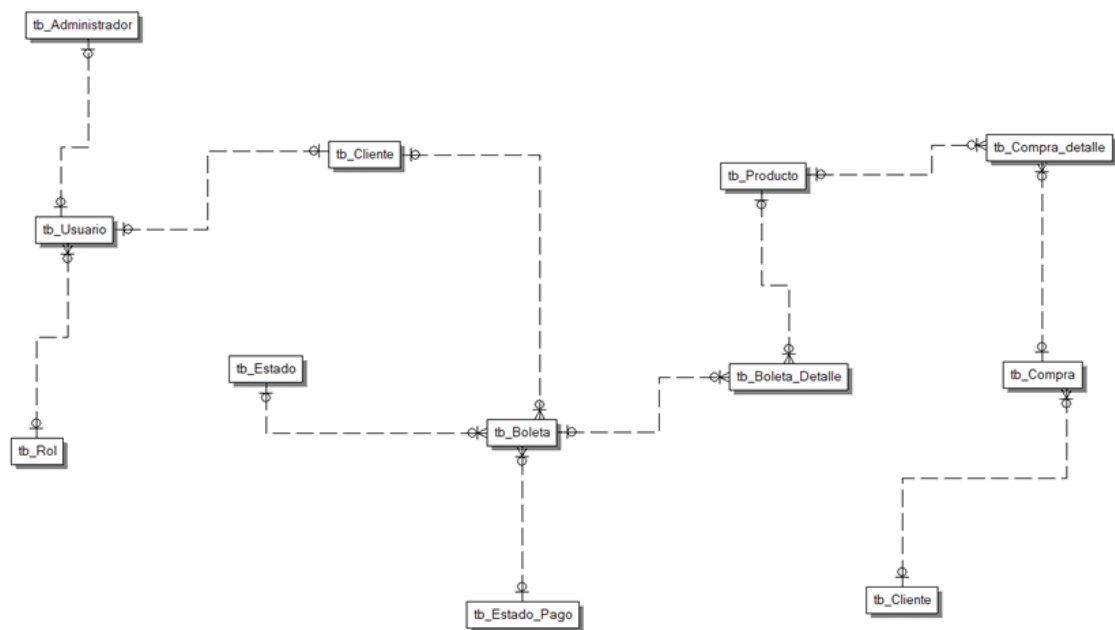 tb_Administrador
tb_Cliente
tb_Compra_detalle
tb_Producto
tb_Usuario
tb_Estado
tb_Boleta_Detalle
tb_Compra
tb_Boleta
tb_Rol
tb_Cliente
tb_Estado_Pago